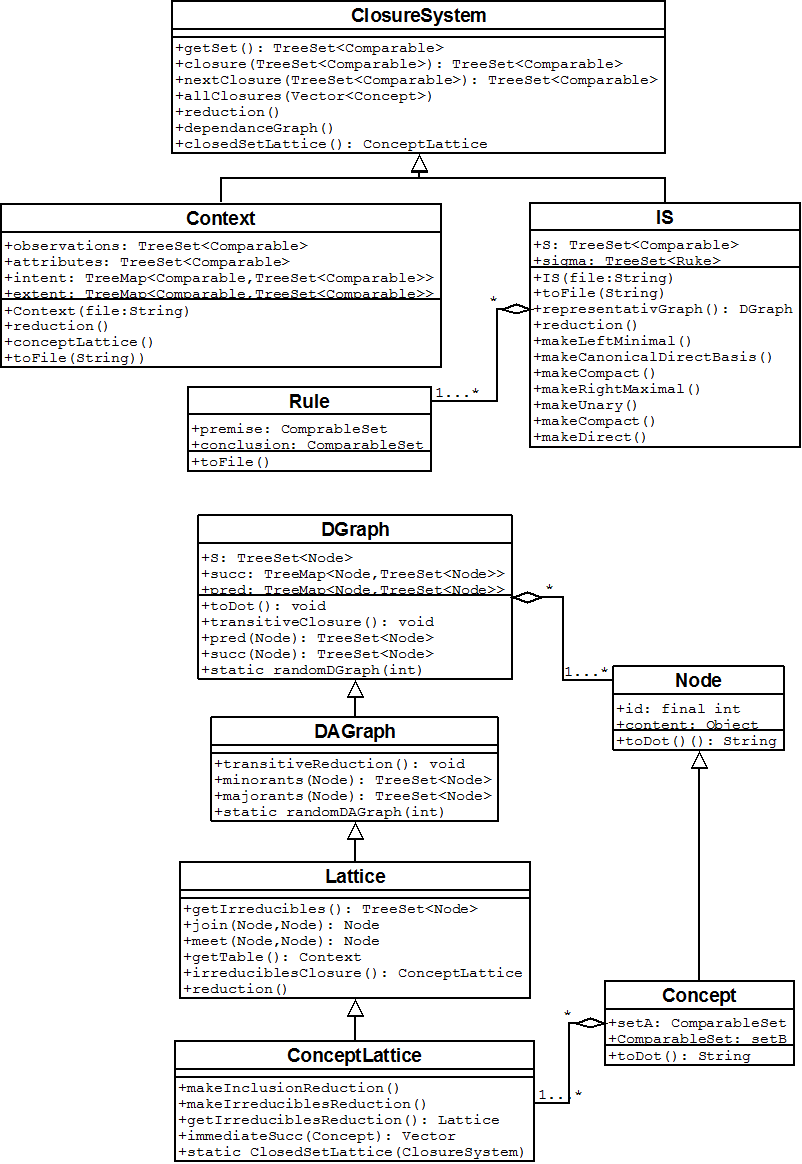 ClosureSystem
+getSet(): TreeSet<Comparable>
+closure(TreeSet<Comparable>): TreeSet<Comparable>
+nextClosure(TreeSet<Comparable>): TreeSet<Comparable>
+allClosures(Vector<Concept>)
+reduction()
+dependanceGraph()
+closedSetLattice(): ConceptLattice
Context
+observations: TreeSet<Comparable>
+attributes: TreeSet<Comparable>
+intent: TreeMap<Comparable,TreeSet<Comparable>>
+extent: TreeMap<Comparable,TreeSet<Comparable>>
+Context(file:String)
+reduction()
+conceptLattice()
+toFile(String))
IS
+S: TreeSet<Comparable>
+sigma: TreeSet<Ruke>
+IS(file:String)
+toFile(String)
+representativGraph(): DGraph
+reduction()
+makeLeftMinimal()
+makeCanonicalDirectBasis()
+makeCompact()
+makeRightMaximal()
+makeUnary()
+makeCompact()
+makeDirect()
*
1...*
Rule
+premise: ComprableSet
+conclusion: ComparableSet
+toFile()
DGraph
+S: TreeSet<Node>
+succ: TreeMap<Node,TreeSet<Node>>
+pred: TreeMap<Node,TreeSet<Node>>
+toDot(): void
+transitiveClosure(): void
+pred(Node): TreeSet<Node>
+succ(Node): TreeSet<Node>
+static randomDGraph(int)
*
1...*
Node
+id: final int
+content: Object
+toDot()(): String
DAGraph
+transitiveReduction(): void
+minorants(Node): TreeSet<Node>
+majorants(Node): TreeSet<Node>
+static randomDAGraph(int)
Lattice
+getIrreducibles(): TreeSet<Node>
+join(Node,Node): Node
+meet(Node,Node): Node
+getTable(): Context
+irreduciblesClosure(): ConceptLattice
+reduction()
Concept
+setA: ComparableSet
+ComparableSet: setB
+toDot(): String
*
1...*
ConceptLattice
+makeInclusionReduction()
+makeIrreduciblesReduction()
+getIrreduciblesReduction(): Lattice
+immediateSucc(Concept): Vector
+static ClosedSetLattice(ClosureSystem)